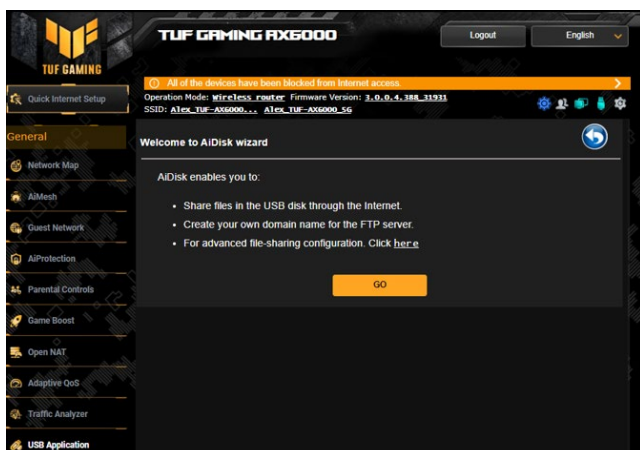 TUF GAMING AX6000
Logout
English
TUF GAMING
All of the devices have been blocked from Internet access.
Quick Internet Setup
Operation Mode: Wireless router Firmware Version: 3.0.0.4.388_31931
SSID: Alex_TUF-AX6000... Alex_TUF-AX6000_5G
General
Welcome to AiDisk wizard
Network Map
AiDisk enables you to:
AiMesh
• Share files in the USB disk through the Internet.
• Create your own domain name for the FTP server.
Guest Network
• For advanced file-sharing configuration. Click here
AiProtection
GO
Parental Controls
Game Boost
Open NAT
Adaptive QoS
Traffic Analyzer
USB Application